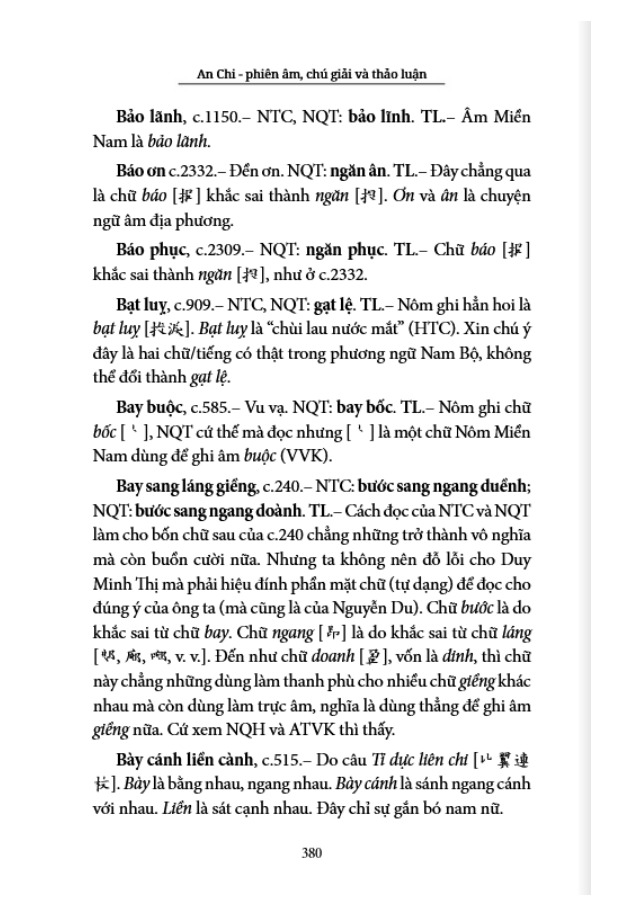 An Chi - phiên âm, chú giải và thảo luận
Bảo lãnh, c.1150.– NTC, NQT: bảo lĩnh. TL.– Âm Miền
Nam là bảo lãnh.
Báo ơn c.2332.– Đền ơn. NQT: ngăn ân. TL.– Đây chẳng qua
là chữ báo [] khắc sai thành ngăn []. Ơn và ân là chuyện
ngữ âm địa phương.
Báo phục, c.2309.– NQT: ngăn phục. TL.– Chữ báo []
khắc sai thành ngăn [], như ở c.2332.
Bạt luỵ, c.909.– NTC, NQT: gạt lệ. TL.– Nôm ghi hẳn hoi là
bạt luỵ []. Bạt luỵ là “chùi lau nước mắt” (HTC). Xin chú ý
đây là hai chữ/tiếng có thật trong phương ngữ Nam Bộ, không
thể đổi thành gạt lệ.
Bay buộc, c.585.– Vu vạ. NQT: bay bốc. TL.– Nôm ghi chữ
bốc [], NQT cứ thế mà đọc nhưng [] là một chữ Nôm Miền
Nam dùng để ghi âm buộc (VVK).
Bay sang láng giềng, c.240.– NTC: bước sang ngang duềnh;
NQT: bước sang ngang doành. TL.– Cách đọc của NTC và NQT
làm cho bốn chữ sau của c.240 chẳng những trở thành vô nghĩa
mà còn buồn cười nữa. Nhưng ta không nên đỗ lỗi cho Duy
Minh Thị mà phải hiệu đính phần mặt chữ (tự dạng) để đọc cho
đúng ý của ông ta (mà cũng là của Nguyễn Du). Chữ bước là do
khắc sai từ chữ bay. Chữ ngang [] là do khắc sai từ chữ láng
[, , , v. v.]. Đến như chữ doanh [盈], vốn là dinh, thì chữ
này chẳng những dùng làm thanh phù cho nhiều chữ giềng khác
nhau mà còn dùng làm trực âm, nghĩa là dùng thẳng để ghi âm
giềng nữa. Cứ xem NQH và ATVK thì thấy.
Bày cánh liền cành, c.515.– Do câu Tỉ dực liên chi [翼連
]. Bày là bằng nhau, ngang nhau. Bày cánh là sánh ngang cánh
với nhau. Liền là sát cạnh nhau. Đây chỉ sự gắn bó nam nữ.
380